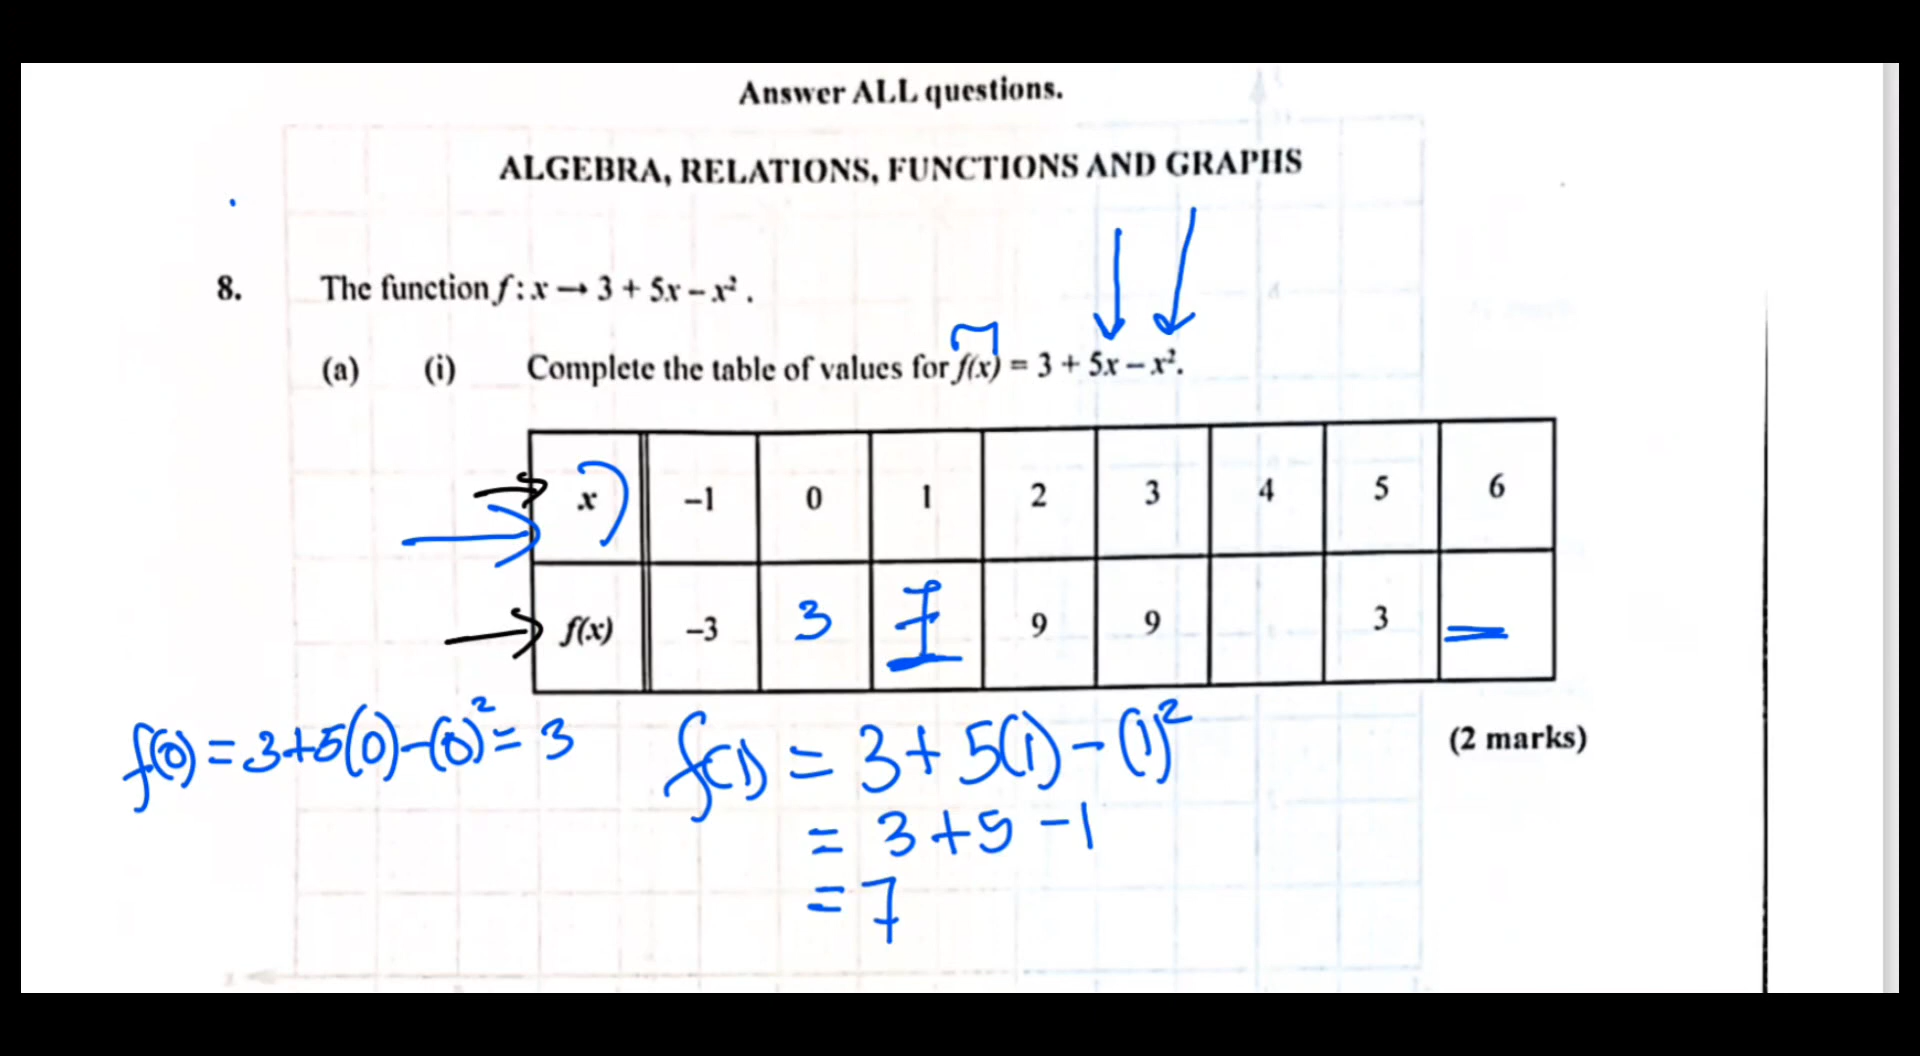 Answer ALL questions.
ALGEBRA, RELATIONS, FUNCTIONS AND GRAPHS
8. The function f : x → 3 + 5x – x².
(a) (i) Complete the table of values for f(x) = 3 + 5x – x².
x –1 0 1 2 3 4 5 6
f(x) –3 3 7 9 9 3
(2 marks)
f(0) = 3+5(0)-(0)² = 3
f(1) = 3 + 5(1) - (1)²
= 3 + 5 - 1
= 7